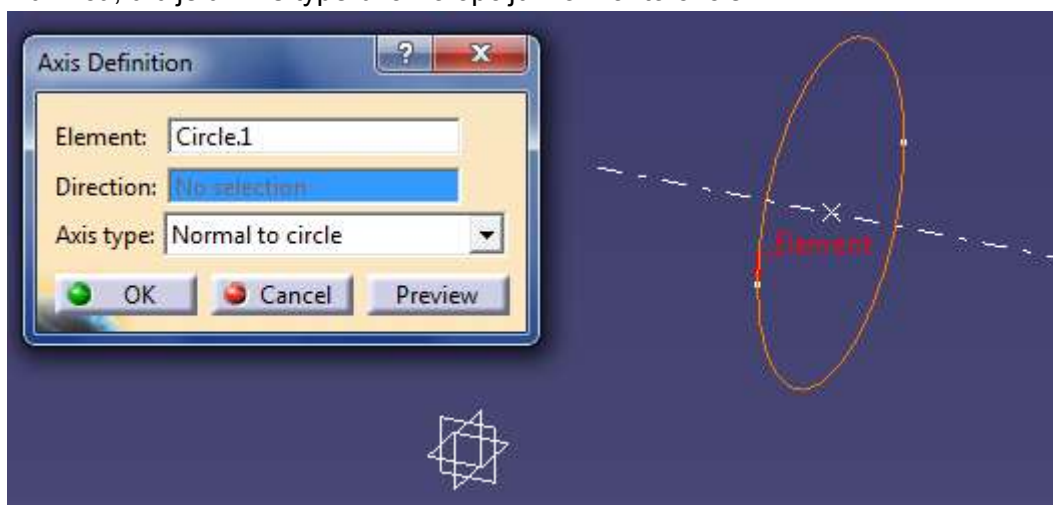 Axis Definition
?
X
Element: Circle.1
Direction: No selection
Axis type: Normal to circle
OK
Cancel
Preview
Element